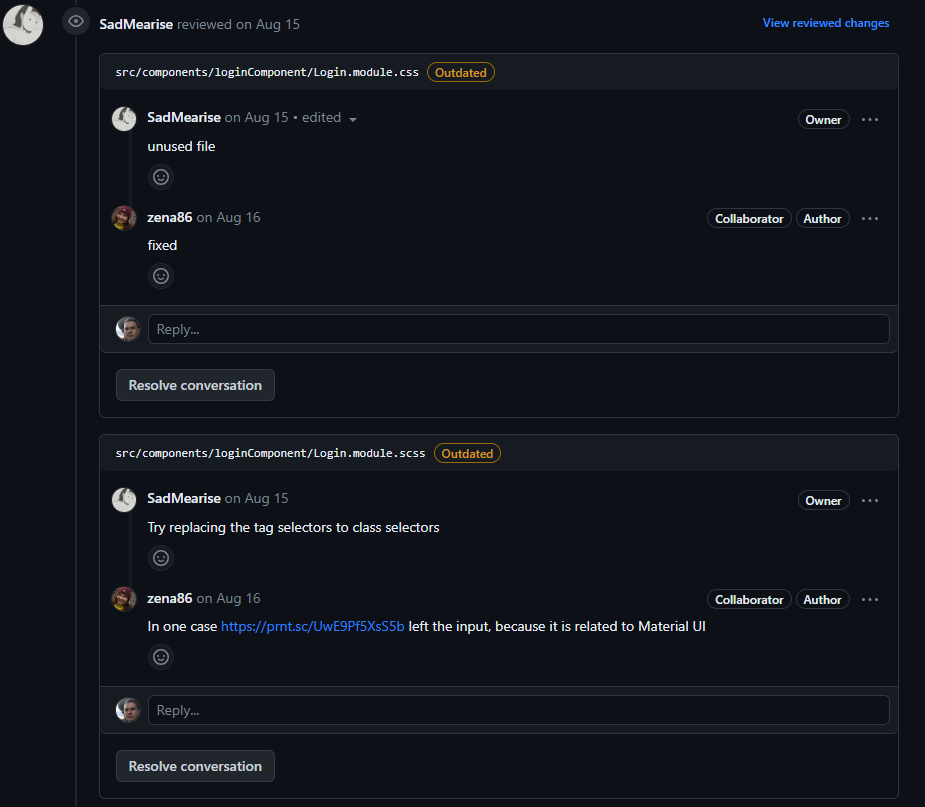 SadMearise reviewed on Aug 15 View reviewed changes
src/components/loginComponent/Login.module.css Outdated
SadMearise on Aug 15 • edited Owner
unused file
zena86 on Aug 16 Collaborator Author
fixed
Reply...
Resolve conversation
src/components/loginComponent/Login.module.scss Outdated
SadMearise on Aug 15 Owner
Try replacing the tag selectors to class selectors
zena86 on Aug 16 Collaborator Author
In one case https://prnt.sc/UwE9Pf5XsS5b left the input, because it is related to Material UI
Reply...
Resolve conversation